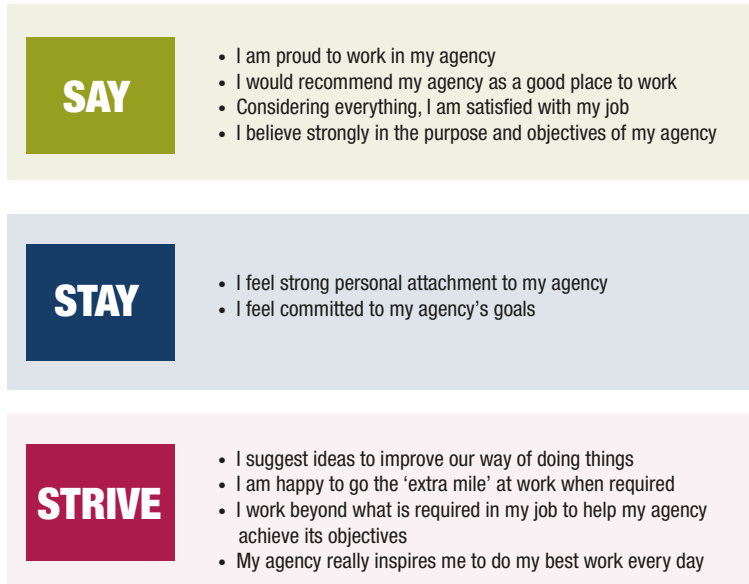 SAY
• I am proud to work in my agency
• I would recommend my agency as a good place to work
• Considering everything, I am satisfied with my job
• I believe strongly in the purpose and objectives of my agency
STAY
• I feel strong personal attachment to my agency
• I feel committed to my agency’s goals
STRIVE
• I suggest ideas to improve our way of doing things
• I am happy to go the ‘extra mile’ at work when required
• I work beyond what is required in my job to help my agency
achieve its objectives
• My agency really inspires me to do my best work every day